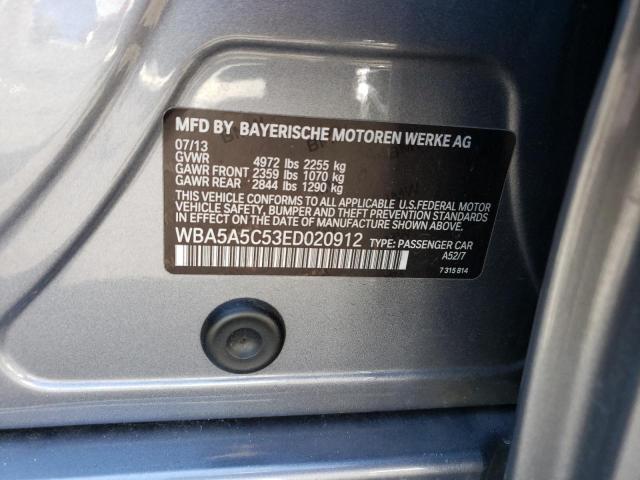 MFD BY BAYERISCHE MOTOREN WERKE AG
07/13
GVWR 4972 lbs 2255 kg
GAWR FRONT 2359 lbs 1070 kg
GAWR REAR 2844 lbs 1290 kg
THIS VEHICLE CONFORMS TO ALL APPLICABLE U.S.FEDERAL MOTOR
VEHICLE SAFETY, BUMPER AND THEFT PREVENTION STANDARDS
IN EFFECT ON THE DATE OF MANUFACTURE SHOWN ABOVE.
WBA5A5C53ED020912 TYPE: PASSENGER CAR
A52/7
7 315 814